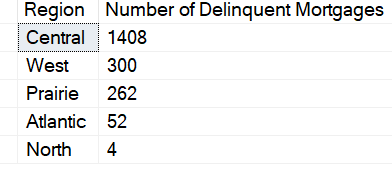 Region Number of Delinquent Mortgages
Central 1408
West 300
Prairie 262
Atlantic 52
North 4